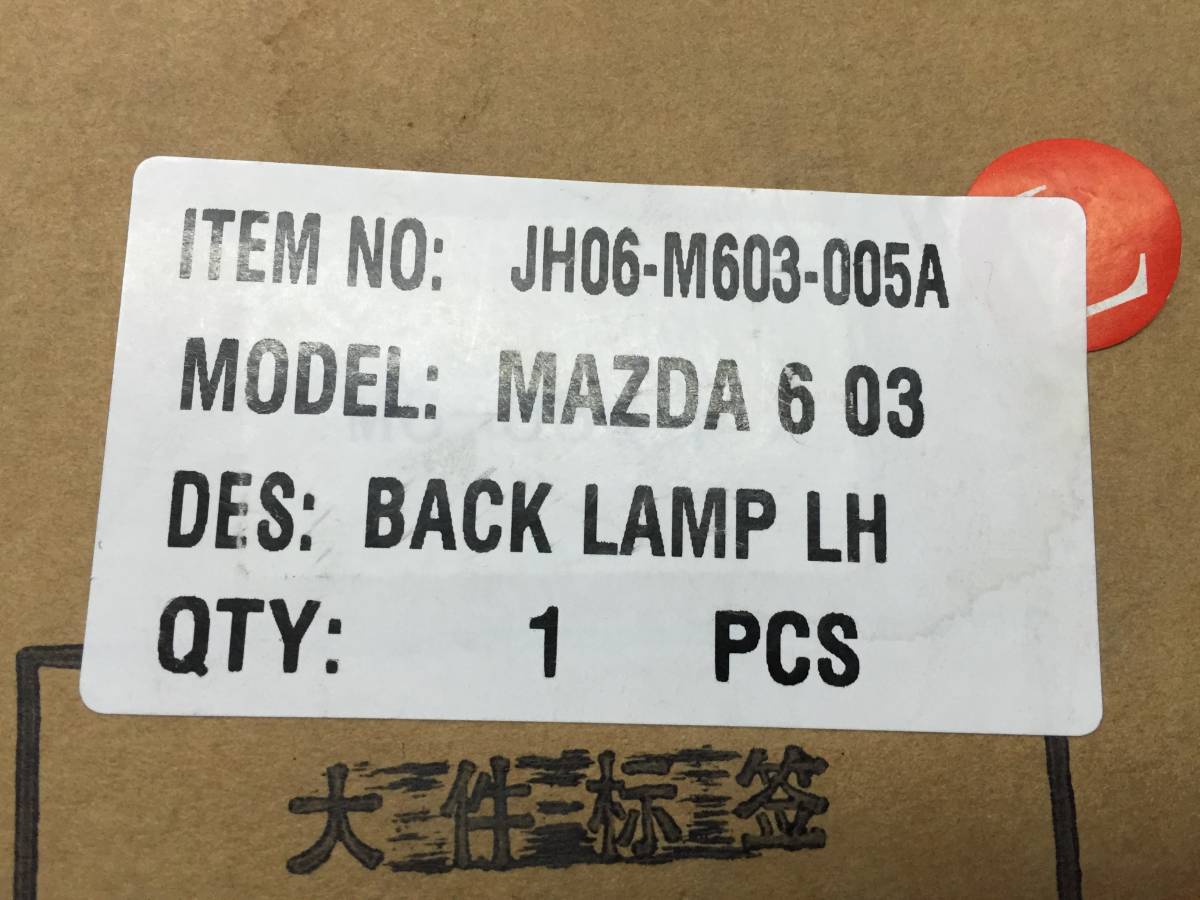 ITEM NO: JH06-M603-005A
MODEL: MAZDA 6 03
DES: BACK LAMP LH
QTY: 1 PCS
大件标签